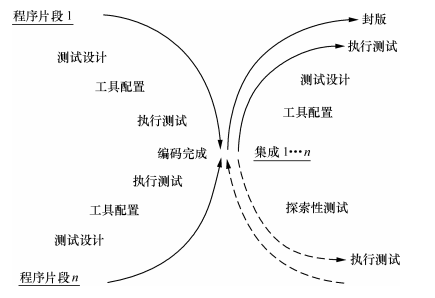 程序片段1
测试设计
工具配置
执行测试
编码完成
执行测试
工具配置
测试设计
程序片段n
封版
执行测试
测试设计
工具配置
集成1…n
探索性测试
执行测试